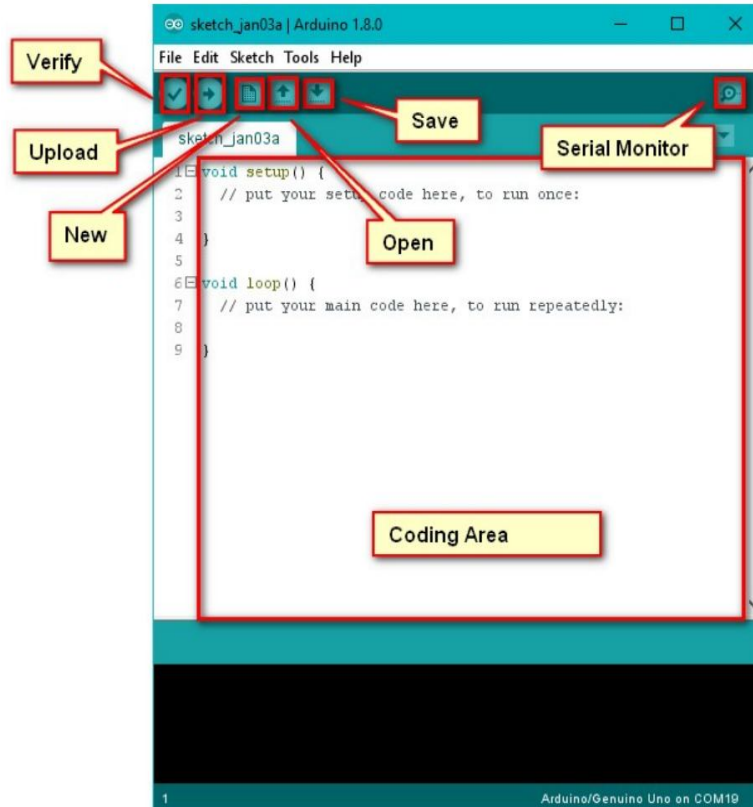 sketch_jan03a | Arduino 1.8.0
File Edit Sketch Tools Help
Verify
Save
Upload
Serial Monitor
sketch_jan03a
New
Open
1 void setup() {
2 // put your setup code here, to run once:
3
4 }
5
6 void loop() {
7 // put your main code here, to run repeatedly:
8
9 }
Coding Area
1 Arduino/Genuino Uno on COM19